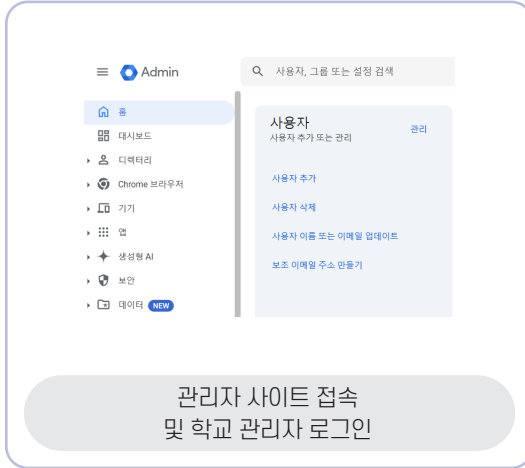 Admin
사용자, 그룹 또는 설정 검색
홈
대시보드
디렉터리
Chrome 브라우저
기기
앱
생성형 AI
보안
데이터 NEW
사용자
사용자 추가 또는 관리
관리
사용자 추가
사용자 삭제
사용자 이름 또는 이메일 업데이트
보조 이메일 주소 만들기
관리자 사이트 접속
및 학교 관리자 로그인